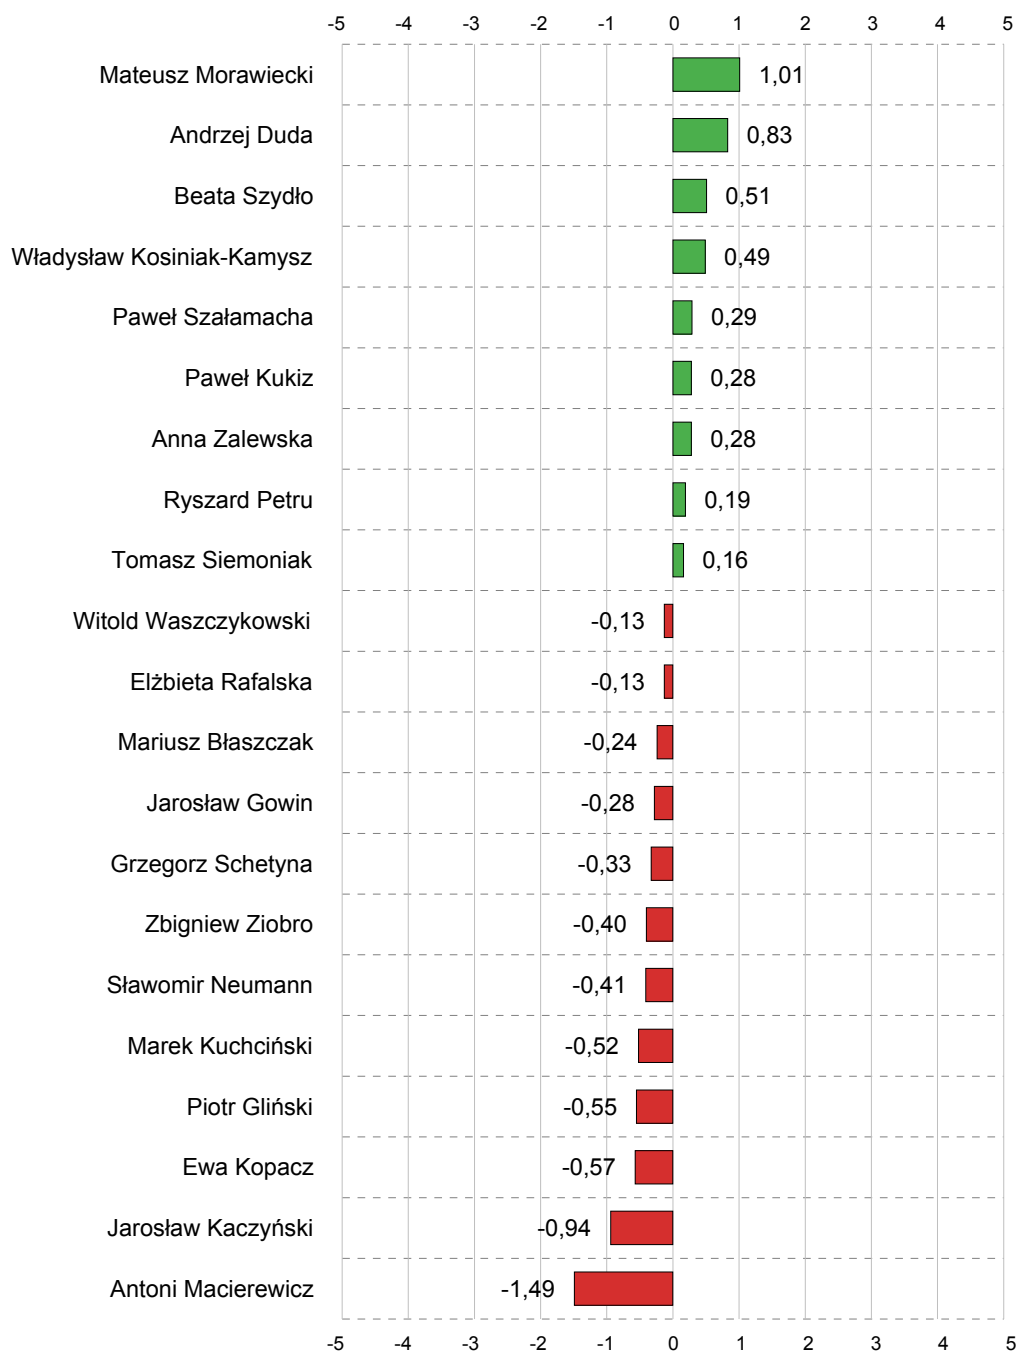 -5 -4 -3 -2 -1 0 1 2 3 4 5
Mateusz Morawiecki 1,01
Andrzej Duda 0,83
Beata Szydło 0,51
Władysław Kosiniak-Kamysz 0,49
Paweł Szałamacha 0,29
Paweł Kukiz 0,28
Anna Zalewska 0,28
Ryszard Petru 0,19
Tomasz Siemoniak 0,16
Witold Waszczykowski -0,13
Elżbieta Rafalska -0,13
Mariusz Błaszczak -0,24
Jarosław Gowin -0,28
Grzegorz Schetyna -0,33
Zbigniew Ziobro -0,40
Sławomir Neumann -0,41
Marek Kuchciński -0,52
Piotr Gliński -0,55
Ewa Kopacz -0,57
Jarosław Kaczyński -0,94
Antoni Macierewicz -1,49
-5 -4 -3 -2 -1 0 1 2 3 4 5